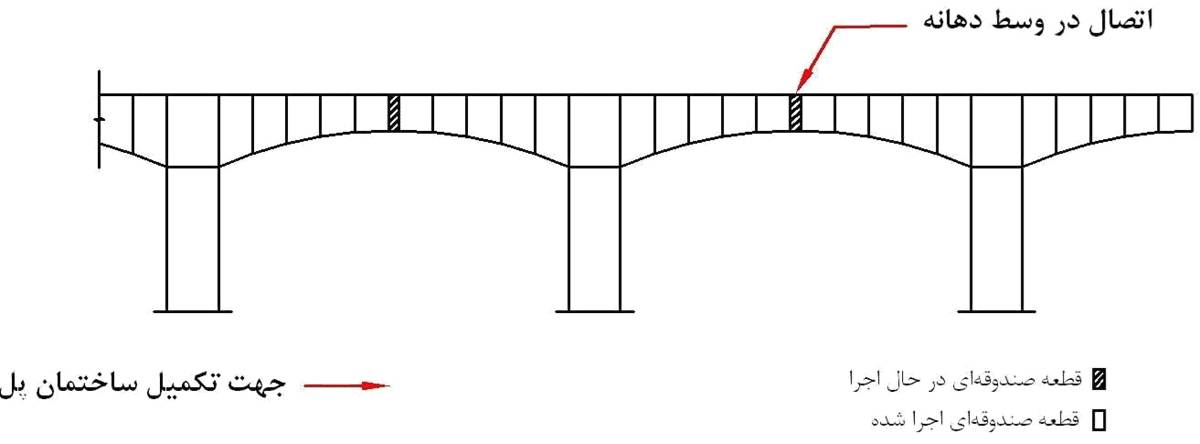 اتصال در وسط دهانه
جهت تکمیل ساختمان پل
قطعه صندوقه‌ای در حال اجرا
قطعه صندوقه‌ای اجرا شده